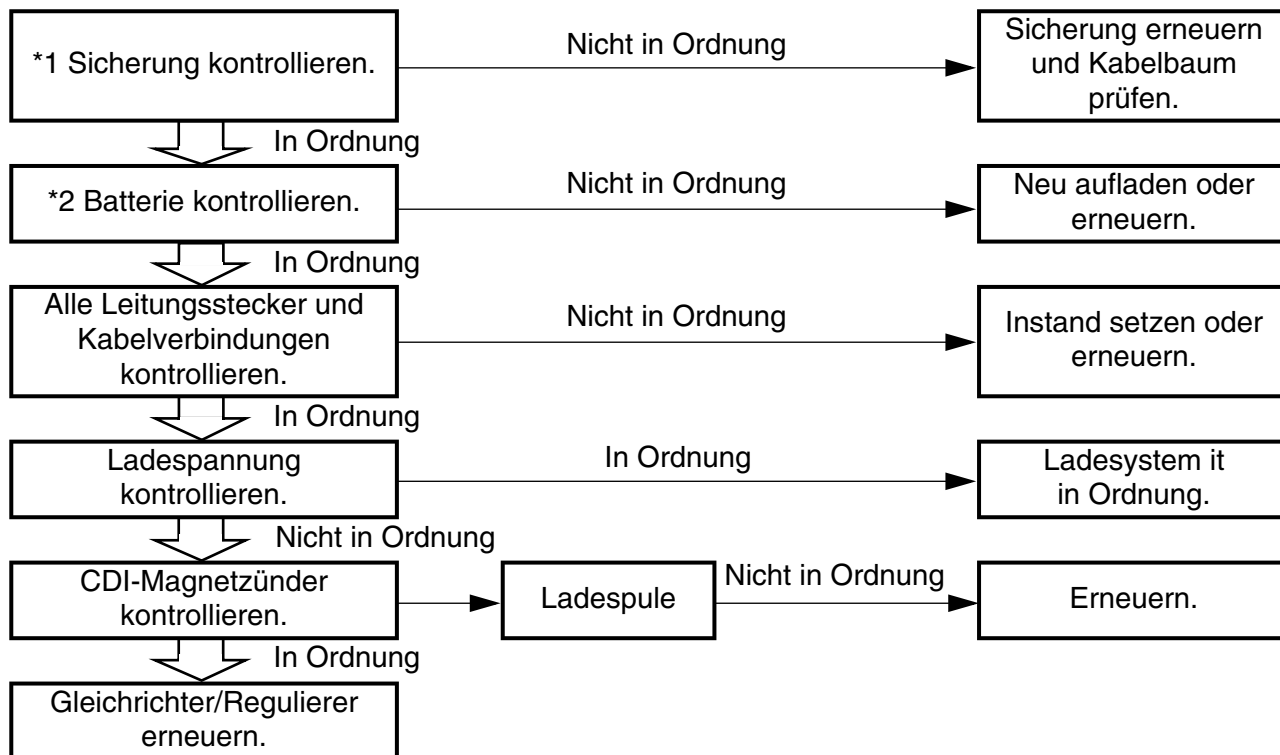 *1 Sicherung kontrollieren.
Nicht in Ordnung
Sicherung erneuern
und Kabelbaum
prüfen.
In Ordnung
*2 Batterie kontrollieren.
Nicht in Ordnung
Neu aufladen oder
erneuern.
In Ordnung
Alle Leitungsstecker und
Kabelverbindungen
kontrollieren.
Nicht in Ordnung
Instand setzen oder
erneuern.
In Ordnung
Ladespannung
kontrollieren.
In Ordnung
Ladesystem it
in Ordnung.
Nicht in Ordnung
CDI-Magnetzünder
kontrollieren.
Ladespule
Nicht in Ordnung
Erneuern.
In Ordnung
Gleichrichter/Regulierer
erneuern.